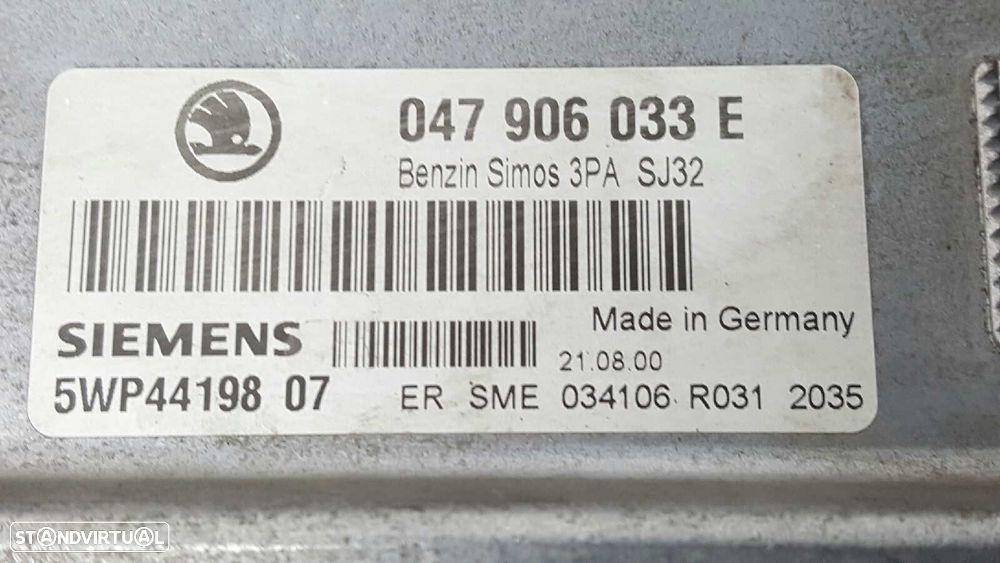 047 906 033 E
Benzin Simos 3PA SJ32
SIEMENS
Made in Germany
21.08.00
5WP44198 07
ER SME 034106 R031 2035
STANDVIRTUAL